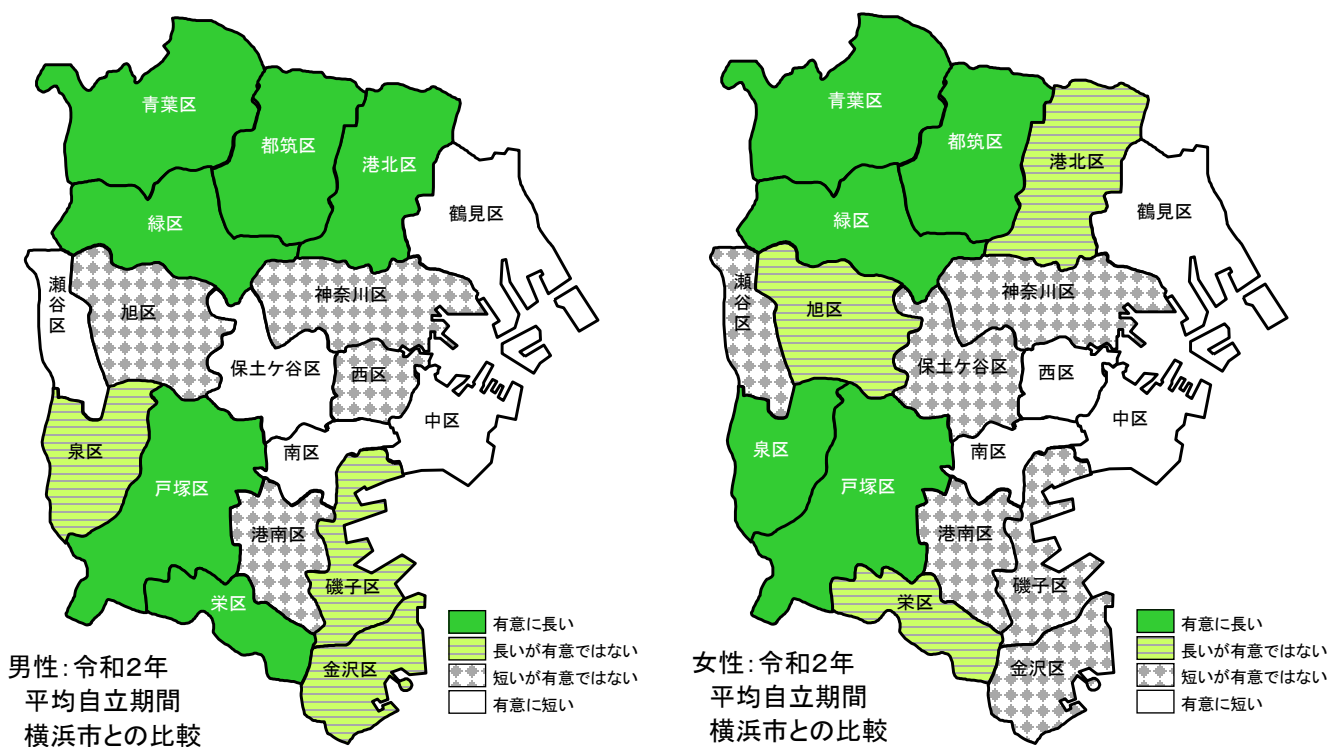 青葉区
都筑区
港北区
鶴見区
緑区
瀬谷区
旭区
神奈川区
保土ケ谷区
西区
中区
南区
泉区
戸塚区
港南区
磯子区
栄区
金沢区
有意に長い
長いが有意ではない
短いが有意ではない
有意に短い
男性：令和2年
平均自立期間
横浜市との比較
青葉区
都筑区
港北区
鶴見区
緑区
瀬谷区
旭区
神奈川区
保土ケ谷区
西区
中区
南区
泉区
戸塚区
港南区
磯子区
栄区
金沢区
有意に長い
長いが有意ではない
短いが有意ではない
有意に短い
女性：令和2年
平均自立期間
横浜市との比較